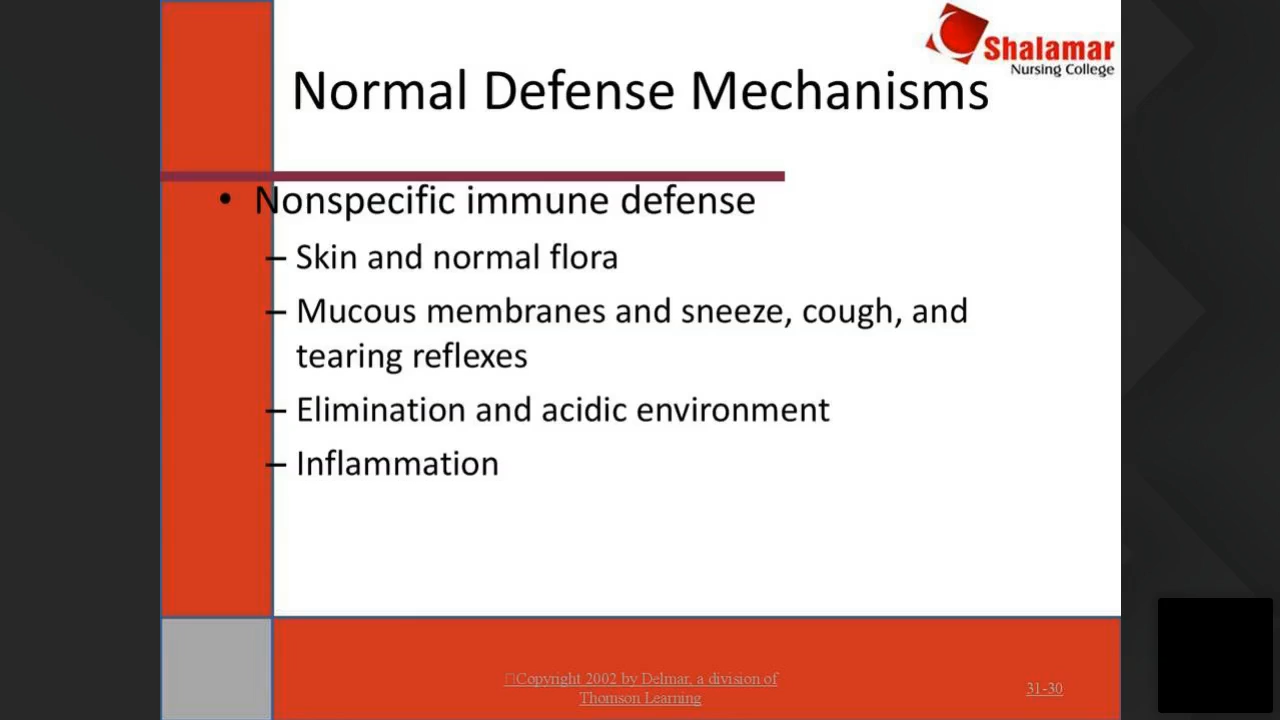 Shalamar
Nursing College
Normal Defense Mechanisms
• Nonspecific immune defense
– Skin and normal flora
– Mucous membranes and sneeze, cough, and
tearing reflexes
– Elimination and acidic environment
– Inflammation
Copyright 2002 by Delmar, a division of
Thomson Learning
31-30